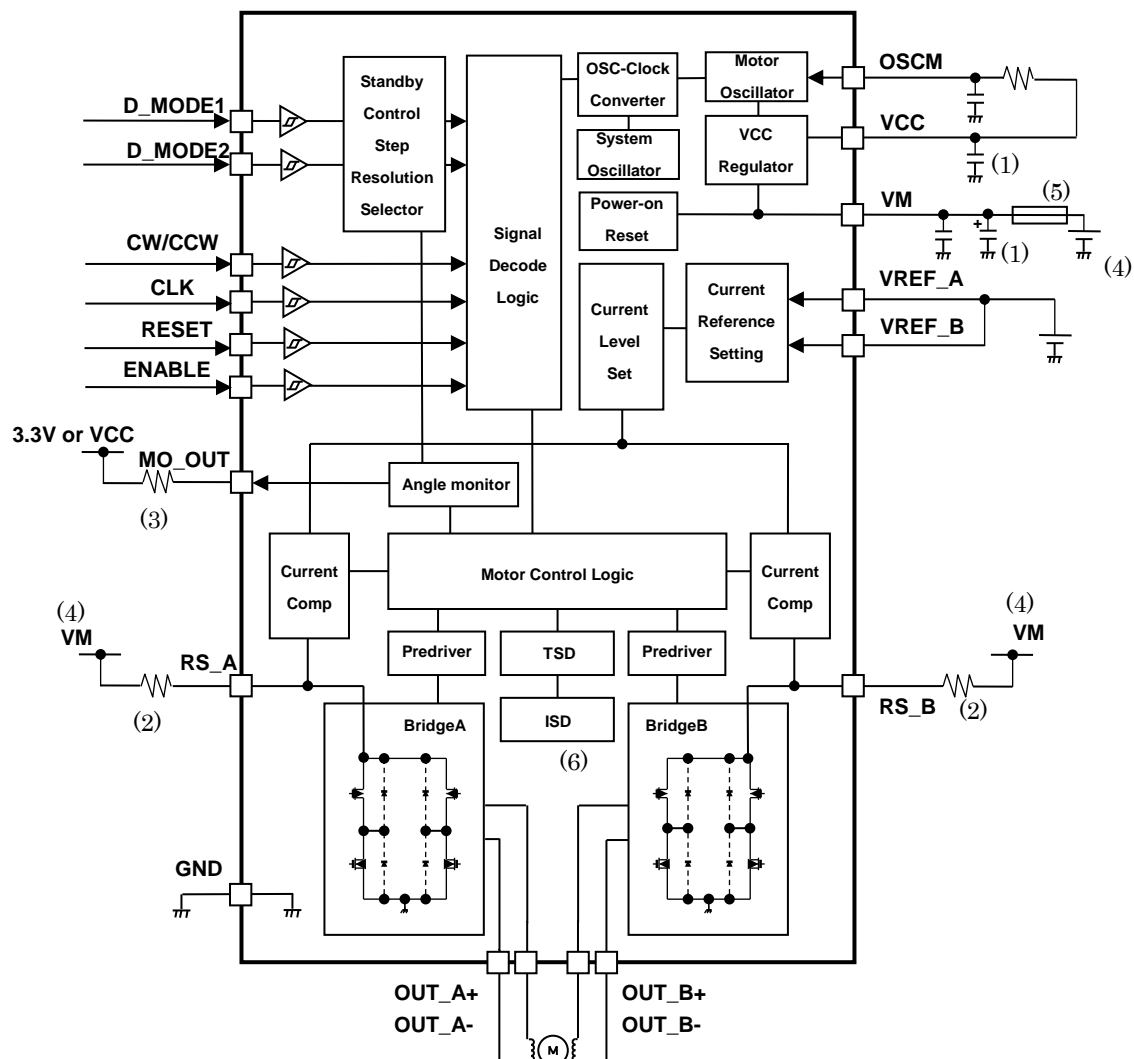 D_MODE1
D_MODE2
CW/CCW
CLK
RESET
ENABLE
3.3V or VCC
MO_OUT
(3)
(4)
VM
RS_A
(2)
GND
Standby
Control
Step
Resolution
Selector
Signal
Decode
Logic
OSC-Clock
Converter
System
Oscillator
Motor
Oscillator
VCC
Regulator
Power-on
Reset
Current
Level
Set
Current
Reference
Setting
Angle monitor
Current
Comp
Motor Control Logic
Current
Comp
Predriver
TSD
Predriver
ISD
(6)
BridgeA
BridgeB
OSCM
VCC
(1)
VM
(5)
+
(1)
(4)
VREF_A
VREF_B
(4)
VM
RS_B
(2)
OUT_A+
OUT_A-
OUT_B+
OUT_B-
M